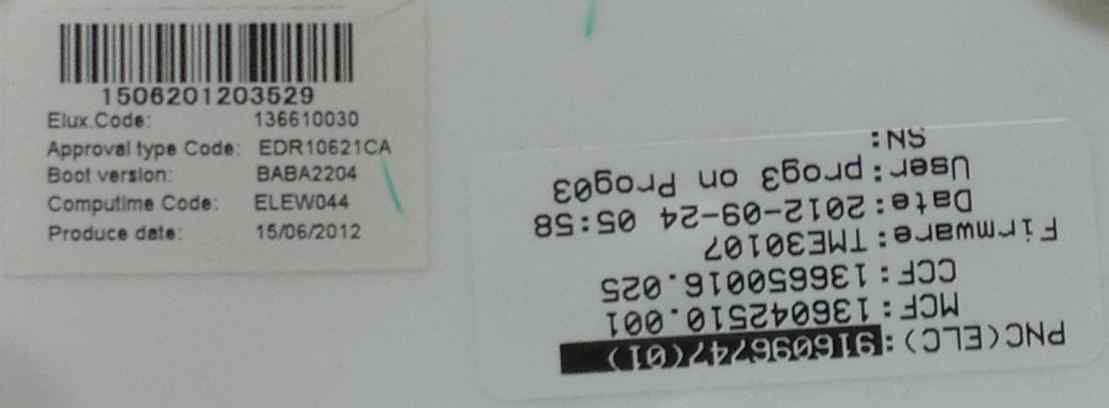 1506201203529
Elux.Code: 136610030
Approval type Code: EDR10621CA
Boot version: BABA2204
Computime Code: ELEW044
Produce date: 15/06/2012
PNC(ELC):916096747(01)
MCF:136042510.001
CCF:136650016.025
Firmware:TME30107
Date:2012-09-24 05:58
User:prog3 on Prog03
SN: